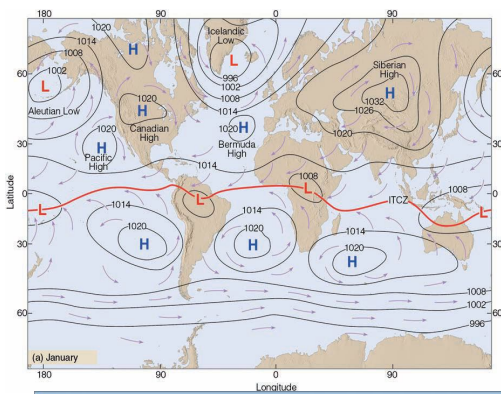 180
90
0
90
60
30
0
30
60
60
30
0
30
60
Latitude
Latitude
180
90
0
90
Longitude
1020
1014
1008
1002
L
Aleutian Low
H
Icelandic
Low
L
996
1002
1008
1014
1020
H
Bermuda
High
1020
H
Canadian
High
1020
H
Pacific
High
Siberian
High
H
1032
1026
1020
1014
1008
L
ITCZ
1008
L
L
L
1014
1020
H
1014
1020
H
1014
1020
H
1008
1002
996
(a) January